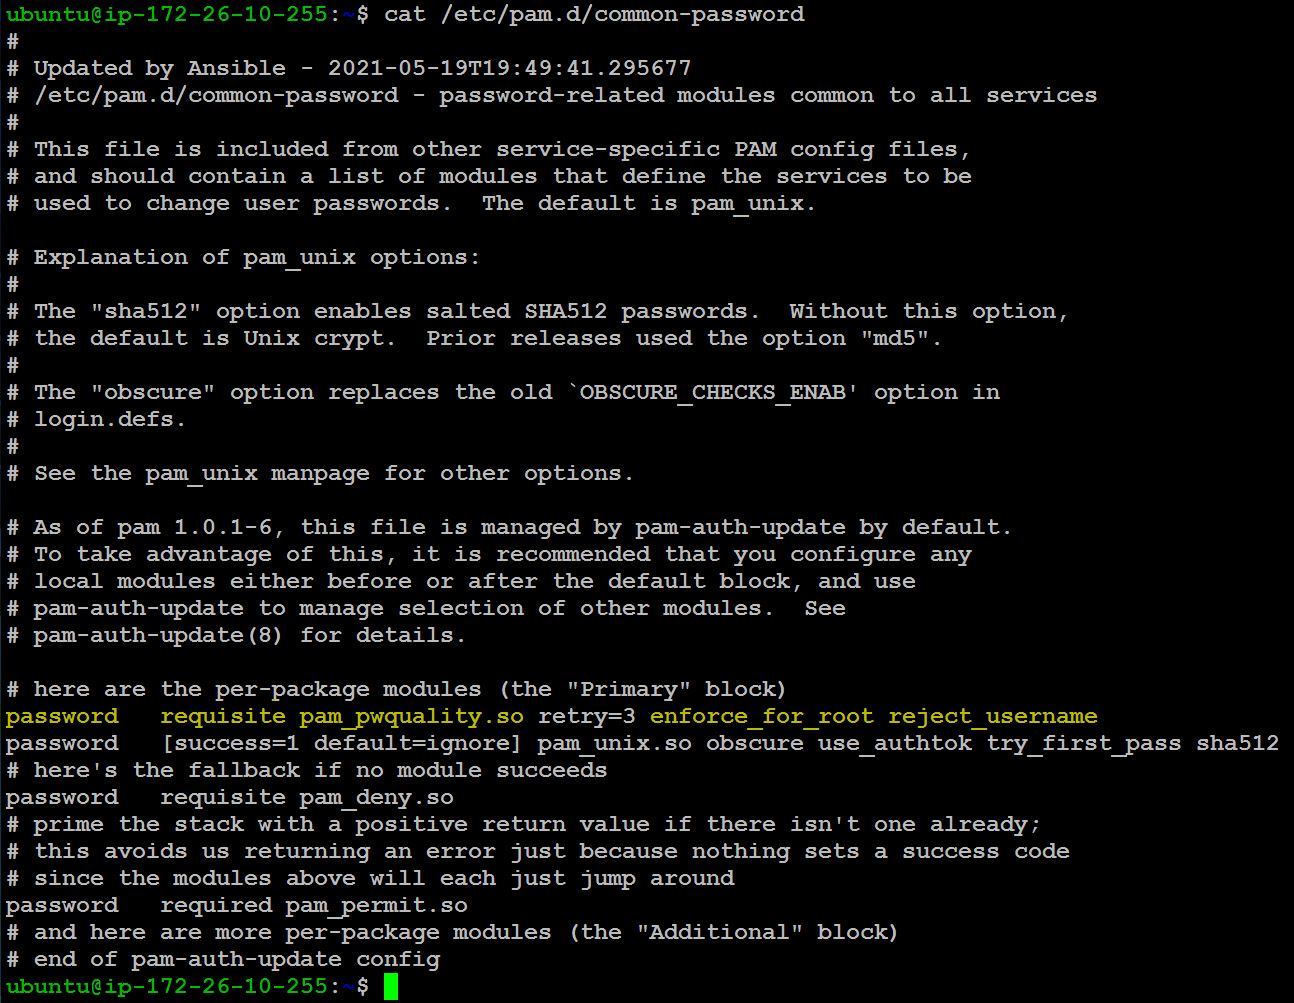 ubuntu@ip-172-26-10-255:~$ cat /etc/pam.d/common-password
#
# Updated by Ansible - 2021-05-19T19:49:41.295677
# /etc/pam.d/common-password - password-related modules common to all services
#
# This file is included from other service-specific PAM config files,
# and should contain a list of modules that define the services to be
# used to change user passwords.  The default is pam_unix.

# Explanation of pam_unix options:
#
# The "sha512" option enables salted SHA512 passwords.  Without this option,
# the default is Unix crypt.  Prior releases used the option "md5".
#
# The "obscure" option replaces the old `OBSCURE_CHECKS_ENAB' option in
# login.defs.
#
# See the pam_unix manpage for other options.

# As of pam 1.0.1-6, this file is managed by pam-auth-update by default.
# To take advantage of this, it is recommended that you configure any
# local modules either before or after the default block, and use
# pam-auth-update to manage selection of other modules.  See
# pam-auth-update(8) for details.

# here are the per-package modules (the "Primary" block)
password   requisite pam_pwquality.so retry=3 enforce_for_root reject_username
password   [success=1 default=ignore] pam_unix.so obscure use_authtok try_first_pass sha512
# here's the fallback if no module succeeds
password   requisite pam_deny.so
# prime the stack with a positive return value if there isn't one already;
# this avoids us returning an error just because nothing sets a success code
# since the modules above will each just jump around
password   required pam_permit.so
# and here are more per-package modules (the "Additional" block)
# end of pam-auth-update config
ubuntu@ip-172-26-10-255:~$